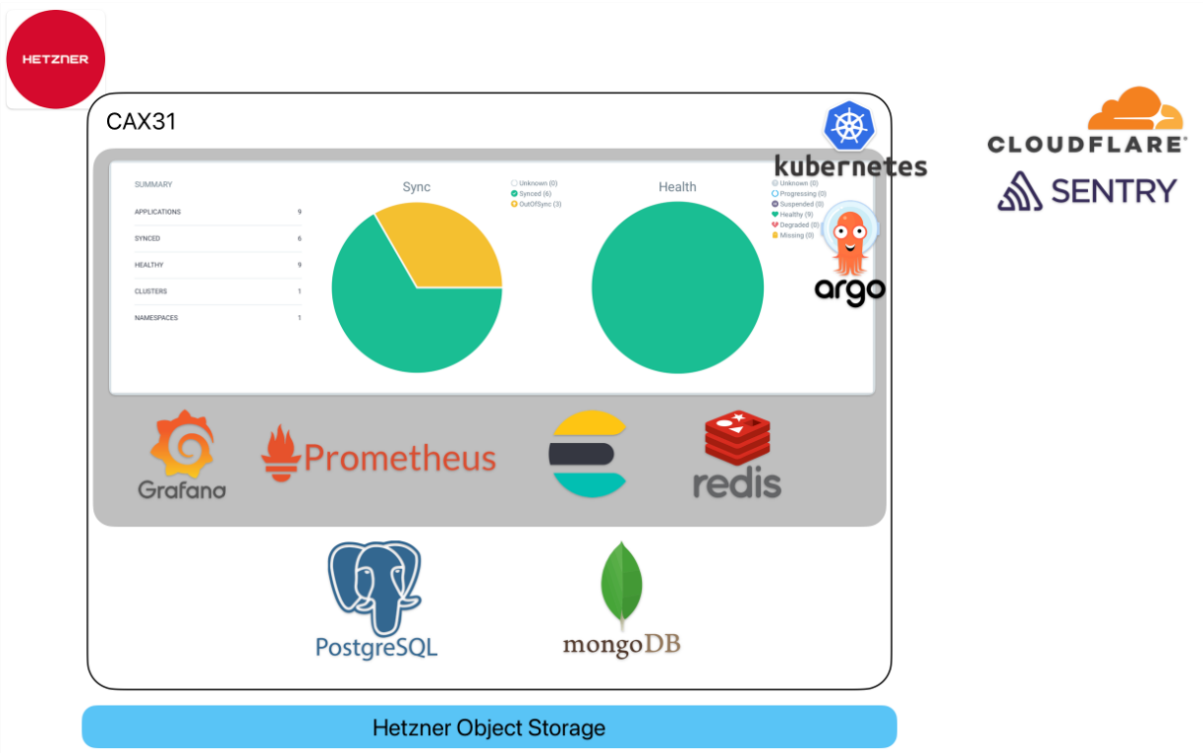 HETZNER
CAX31
kubernetes
CLOUDFLARE
SENTRY
SUMMARY
APPLICATIONS 9
SYNCED 6
HEALTHY 9
CLUSTERS 1
NAMESPACES 1
Sync
Unknown (0)
Synced (6)
OutOfSync (3)
Health
Unknown (0)
Progressing (0)
Suspended (0)
Healthy (9)
Degraded (0)
Missing (0)
argo
Grafana
Prometheus
redis
PostgreSQL
mongoDB
Hetzner Object Storage